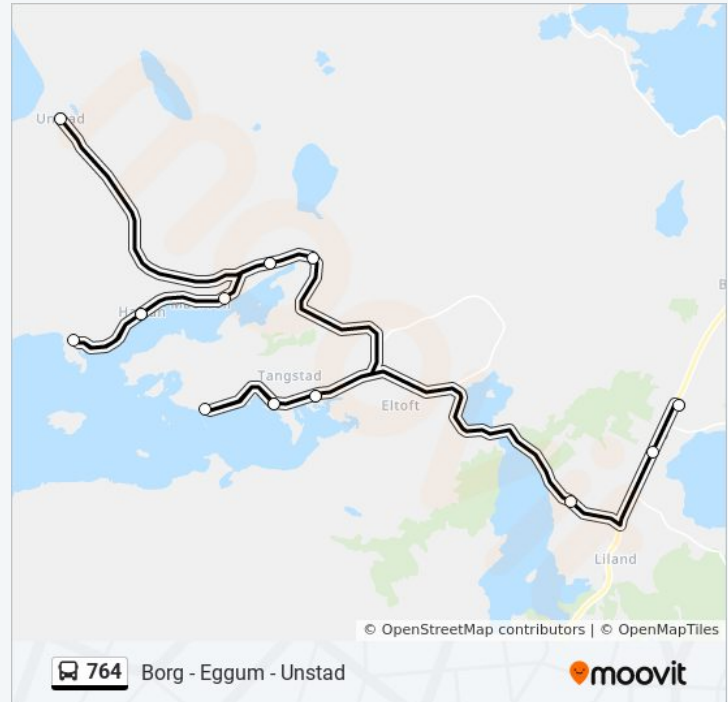 Unstad
Tangstad
Eltoft
Liland
© OpenStreetMap contributors | © OpenMapTiles
764 Borg - Eggum - Unstad
moovit